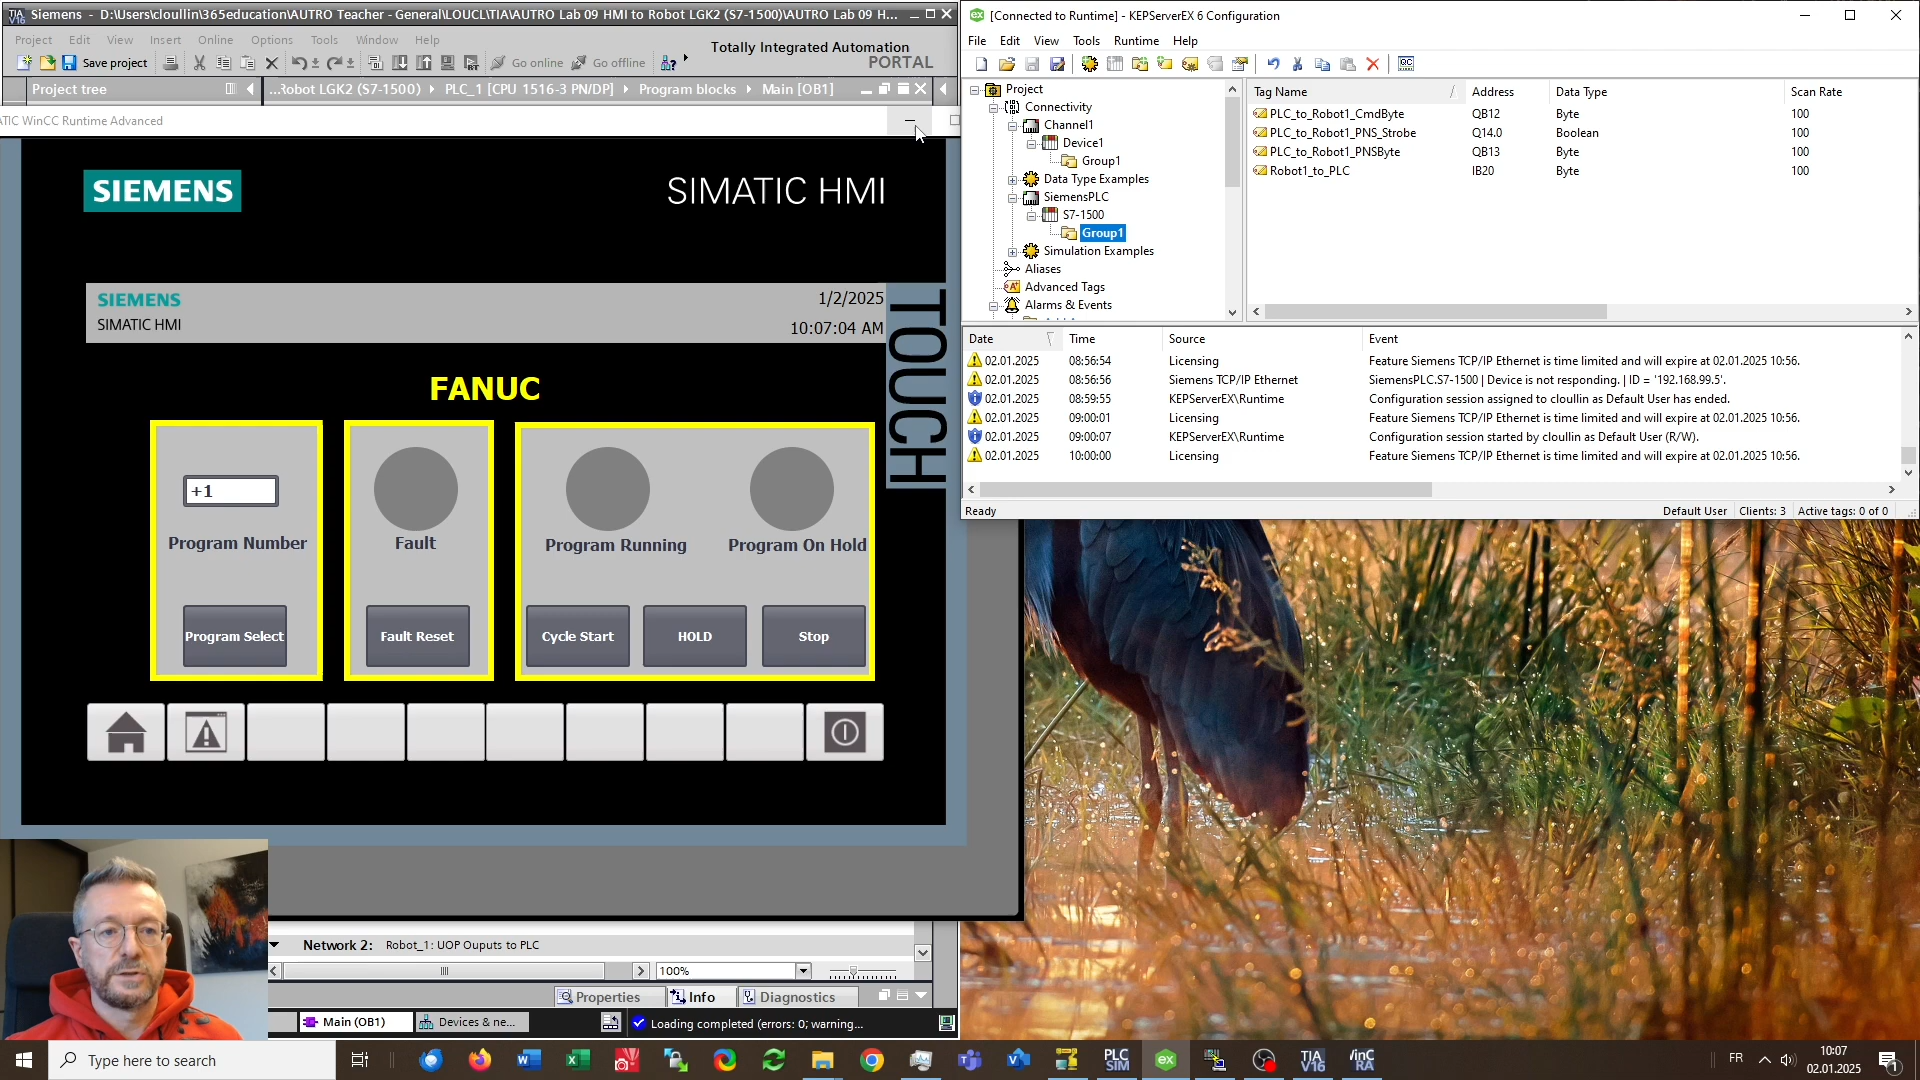 Siemens - D:\Users\cloullin\365education\AUTRO Teacher - General\LOUCL\TIA\AUTRO Lab 09 HMI to Robot LGK2 (S7-1500)\AUTRO Lab 09 H...
Project Edit View Insert Online Options Tools Window Help
Totally Integrated Automation
PORTAL
Save project Go online Go offline
Project tree
...Robot LGK2 (S7-1500) PLC_1 [CPU 1516-3 PN/DP] Program blocks Main [OB1]
ATIC WinCC Runtime Advanced
SIEMENS
SIMATIC HMI
SIEMENS
SIMATIC HMI
1/2/2025
10:07:04 AM
TOUCH
FANUC
+1
Program Number
Fault
Program Running
Program On Hold
Program Select
Fault Reset
Cycle Start
HOLD
Stop
Network 2: Robot_1: UOP Ouputs to PLC
100%
Properties Info Diagnostics
Main (OB1) Devices & ne... Loading completed (errors: 0; warning...
[Connected to Runtime] - KEPServerEX 6 Configuration
File Edit View Tools Runtime Help
Project
Connectivity
Channel1
Device1
Group1
Data Type Examples
SiemensPLC
S7-1500
Group1
Simulation Examples
Aliases
Advanced Tags
Alarms & Events
Tag Name Address Data Type Scan Rate
PLC_to_Robot1_CmdByte QB12 Byte 100
PLC_to_Robot1_PNS_Strobe Q14.0 Boolean 100
PLC_to_Robot1_PNSByte QB13 Byte 100
Robot1_to_PLC IB20 Byte 100
Date Time Source Event
02.01.2025 08:56:54 Licensing Feature Siemens TCP/IP Ethernet is time limited and will expire at 02.01.2025 10:56.
02.01.2025 08:56:56 Siemens TCP/IP Ethernet SiemensPLC.S7-1500 | Device is not responding. | ID = '192.168.99.5'.
02.01.2025 08:59:55 KEPServerEX\Runtime Configuration session assigned to cloullin as Default User has ended.
02.01.2025 09:00:01 Licensing Feature Siemens TCP/IP Ethernet is time limited and will expire at 02.01.2025 10:56.
02.01.2025 09:00:07 KEPServerEX\Runtime Configuration session started by cloullin as Default User (R/W).
02.01.2025 10:00:00 Licensing Feature Siemens TCP/IP Ethernet is time limited and will expire at 02.01.2025 10:56.
Ready Default User Clients: 3 Active tags: 0 of 0
Type here to search
PLC
SIM
ex
TIA
V16
WinC
RA
FR
10:07
02.01.2025
1